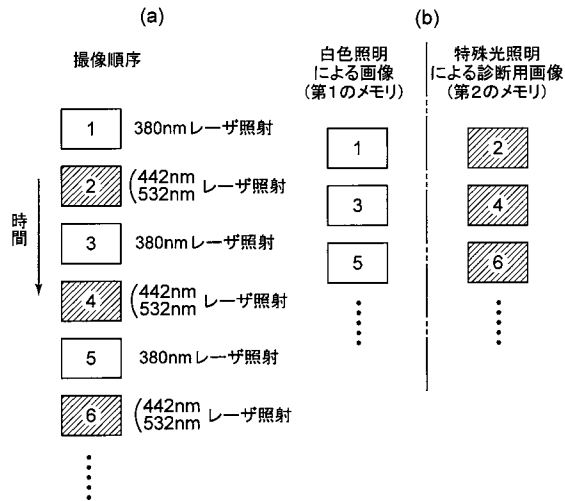 (a)
撮像順序
時間
1
380nmレーザ照射
2
442nm
532nm
レーザ照射
3
380nmレーザ照射
4
442nm
532nm
レーザ照射
5
380nmレーザ照射
6
442nm
532nm
レーザ照射
(b)
白色照明
による画像
(第1のメモリ)
1
3
5
特殊光照明
による診断用画像
(第2のメモリ)
2
4
6